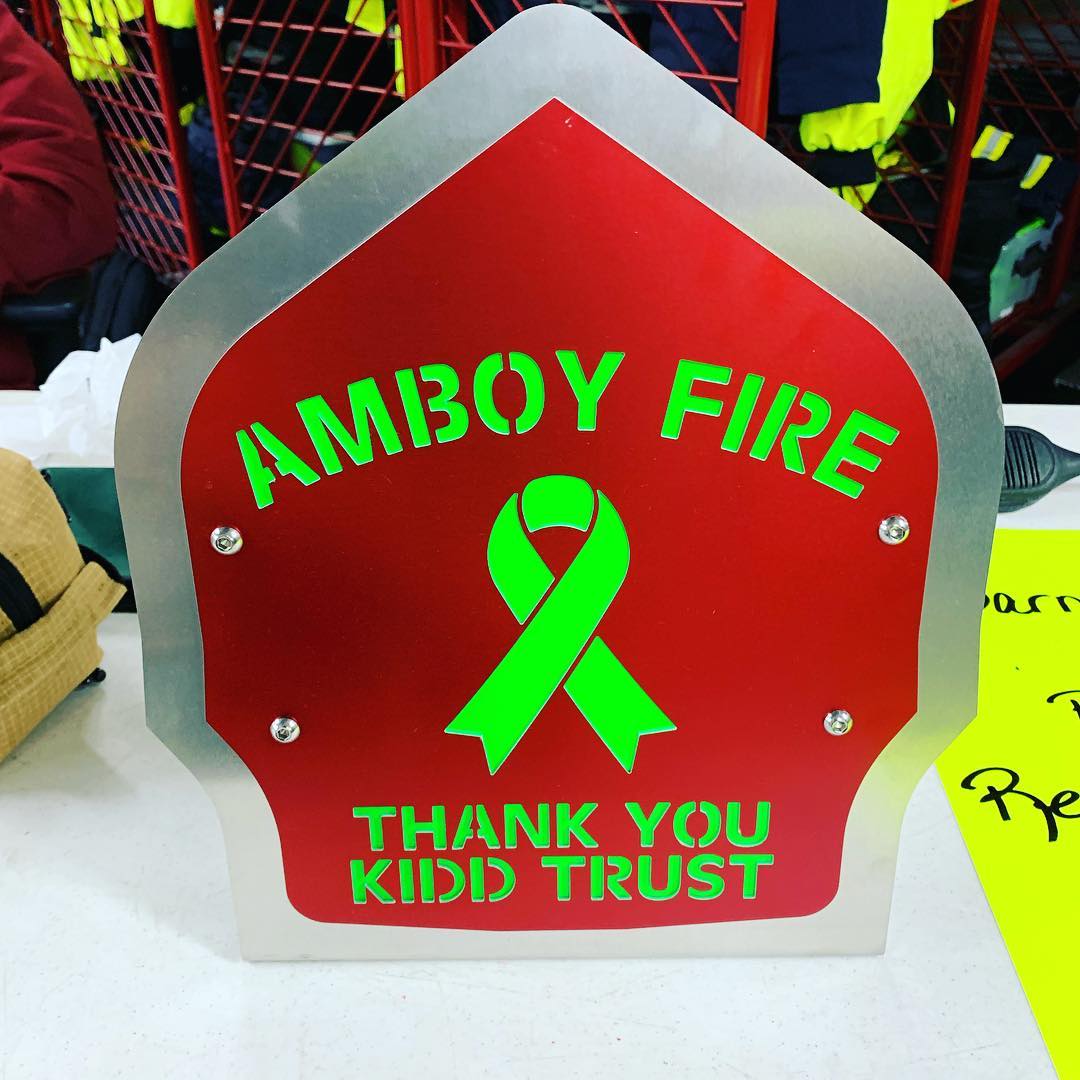 AMBOY FIRE
THANK YOU
KIDD TRUST